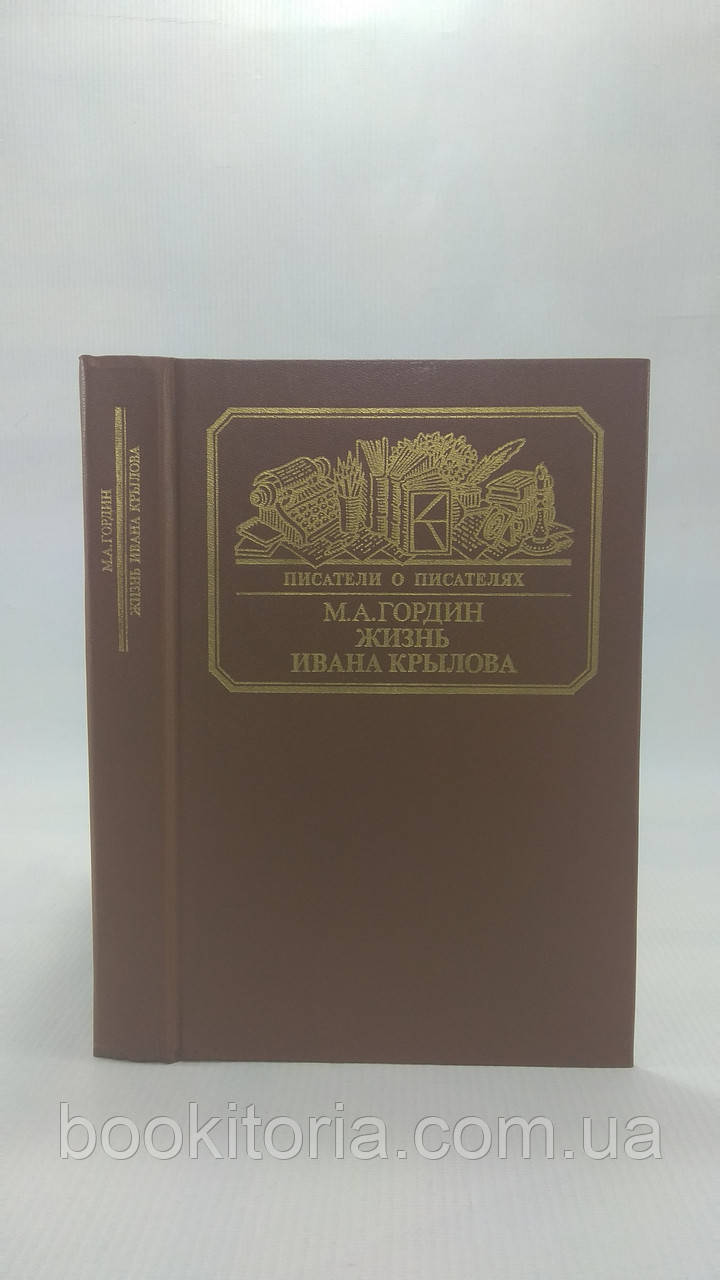 М.А.ГОРДИН
ЖИЗНЬ ИВАНА КРЫЛОВА
ПИСАТЕЛИ О ПИСАТЕЛЯХ
М.А.ГОРДИН
ЖИЗНЬ
ИВАНА КРЫЛОВА
bookitoria.com.ua